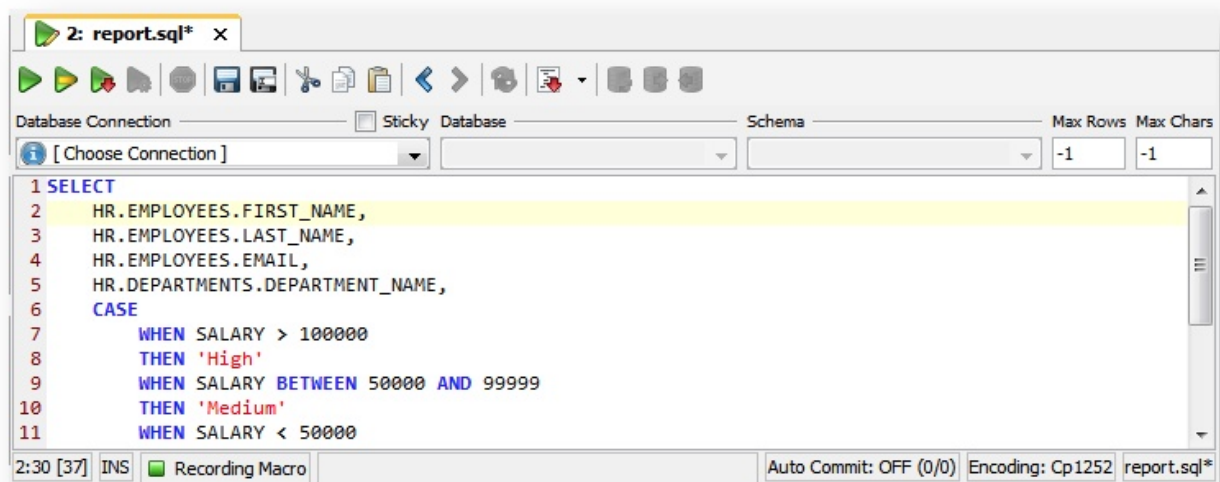 2: report.sql* x
Database Connection Sticky Database Schema Max Rows Max Chars
[ Choose Connection ] -1 -1
1 SELECT
2 HR.EMPLOYEES.FIRST_NAME,
3 HR.EMPLOYEES.LAST_NAME,
4 HR.EMPLOYEES.EMAIL,
5 HR.DEPARTMENTS.DEPARTMENT_NAME,
6 CASE
7 WHEN SALARY > 100000
8 THEN 'High'
9 WHEN SALARY BETWEEN 50000 AND 99999
10 THEN 'Medium'
11 WHEN SALARY < 50000
2:30 [37] INS Recording Macro Auto Commit: OFF (0/0) Encoding: Cp1252 report.sql*